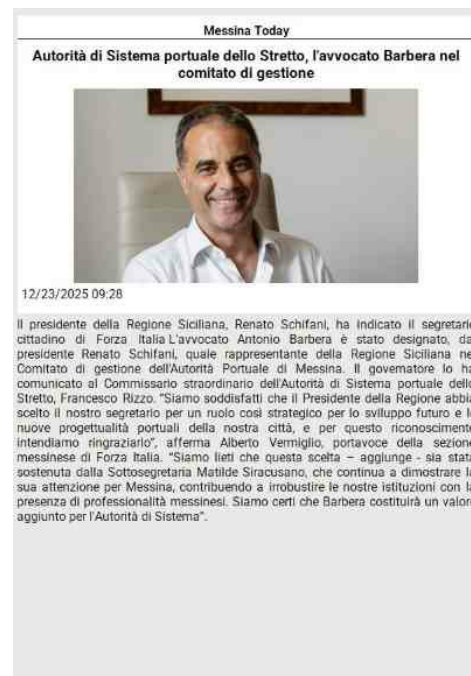 Messina Today
Autorità di Sistema portuale dello Stretto, l'avvocato Barbera nel
comitato di gestione
12/23/2025 09:28
Il presidente della Regione Siciliana, Renato Schifani, ha indicato il segretario
cittadino di Forza Italia L'avvocato Antonio Barbera è stato designato, dal
presidente Renato Schifani, quale rappresentante della Regione Siciliana nel
Comitato di gestione dell'Autorità Portuale di Messina. Il governatore lo ha
comunicato al Commissario straordinario dell'Autorità di Sistema portuale dello
Stretto, Francesco Rizzo. "Siamo soddisfatti che il Presidente della Regione abbia
scelto il nostro segretario per un ruolo così strategico per lo sviluppo futuro e le
nuove progettualità portuali della nostra città, e per questo riconoscimento
intendiamo ringraziarlo", afferma Alberto Vermiglio, portavoce della sezione
messinese di Forza Italia. "Siamo lieti che questa scelta – aggiunge - sia stata
sostenuta dalla Sottosegretaria Matilde Siracusano, che continua a dimostrare la
sua attenzione per Messina, contribuendo a irrobustire le nostre istituzioni con la
presenza di professionalità messinesi. Siamo certi che Barbera costituirà un valore
aggiunto per l'Autorità di Sistema".